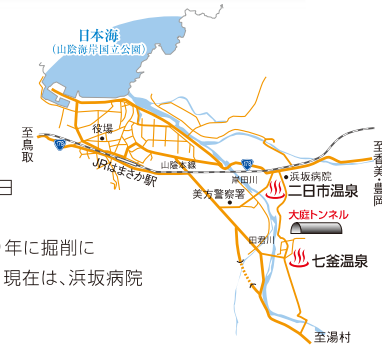 日本海
(山陰海岸国立公園)
役場
至鳥取
178
JRはまさか駅
山陰本線
178
岸田川
浜坂病院
二日市温泉
至香美・豊岡
美方警察署
大庭トンネル
田君川
七釜温泉
至湯村
日
年に掘削に
現在は、浜坂病院